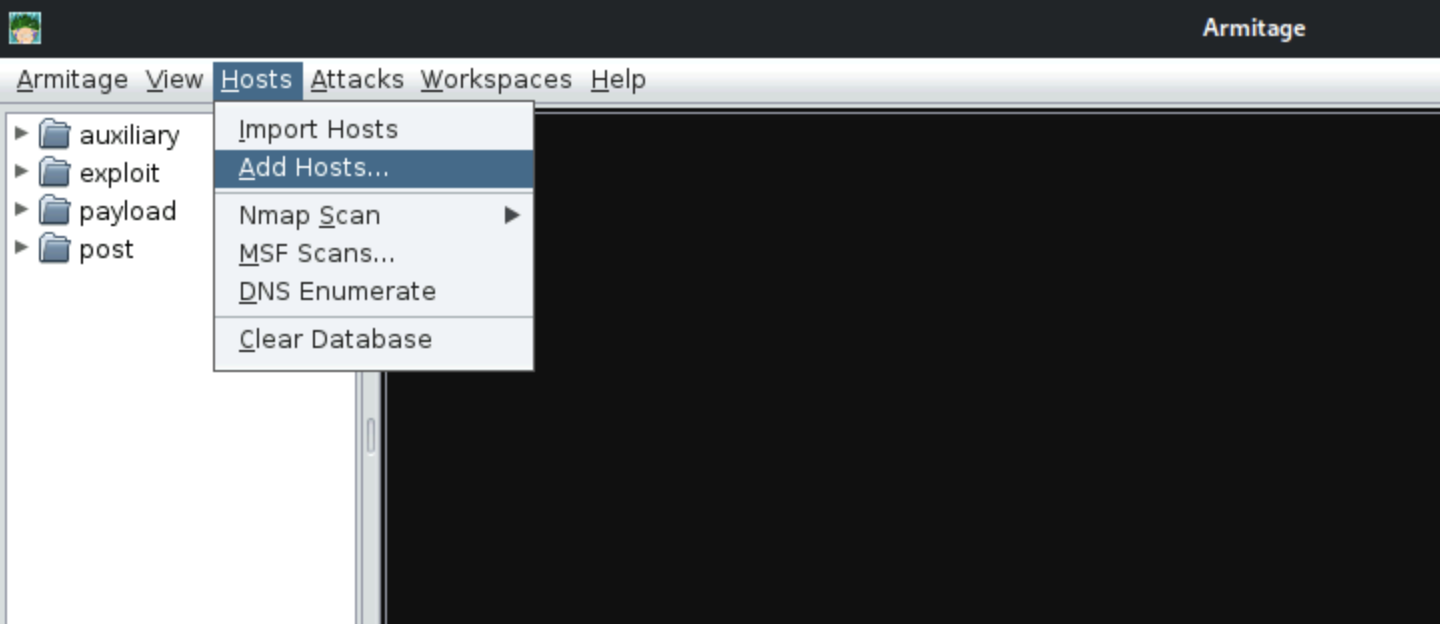 Armitage
Armitage View Hosts Attacks Workspaces Help
Import Hosts
Add Hosts...
Nmap Scan
MSF Scans...
DNS Enumerate
Clear Database
auxiliary
exploit
payload
post